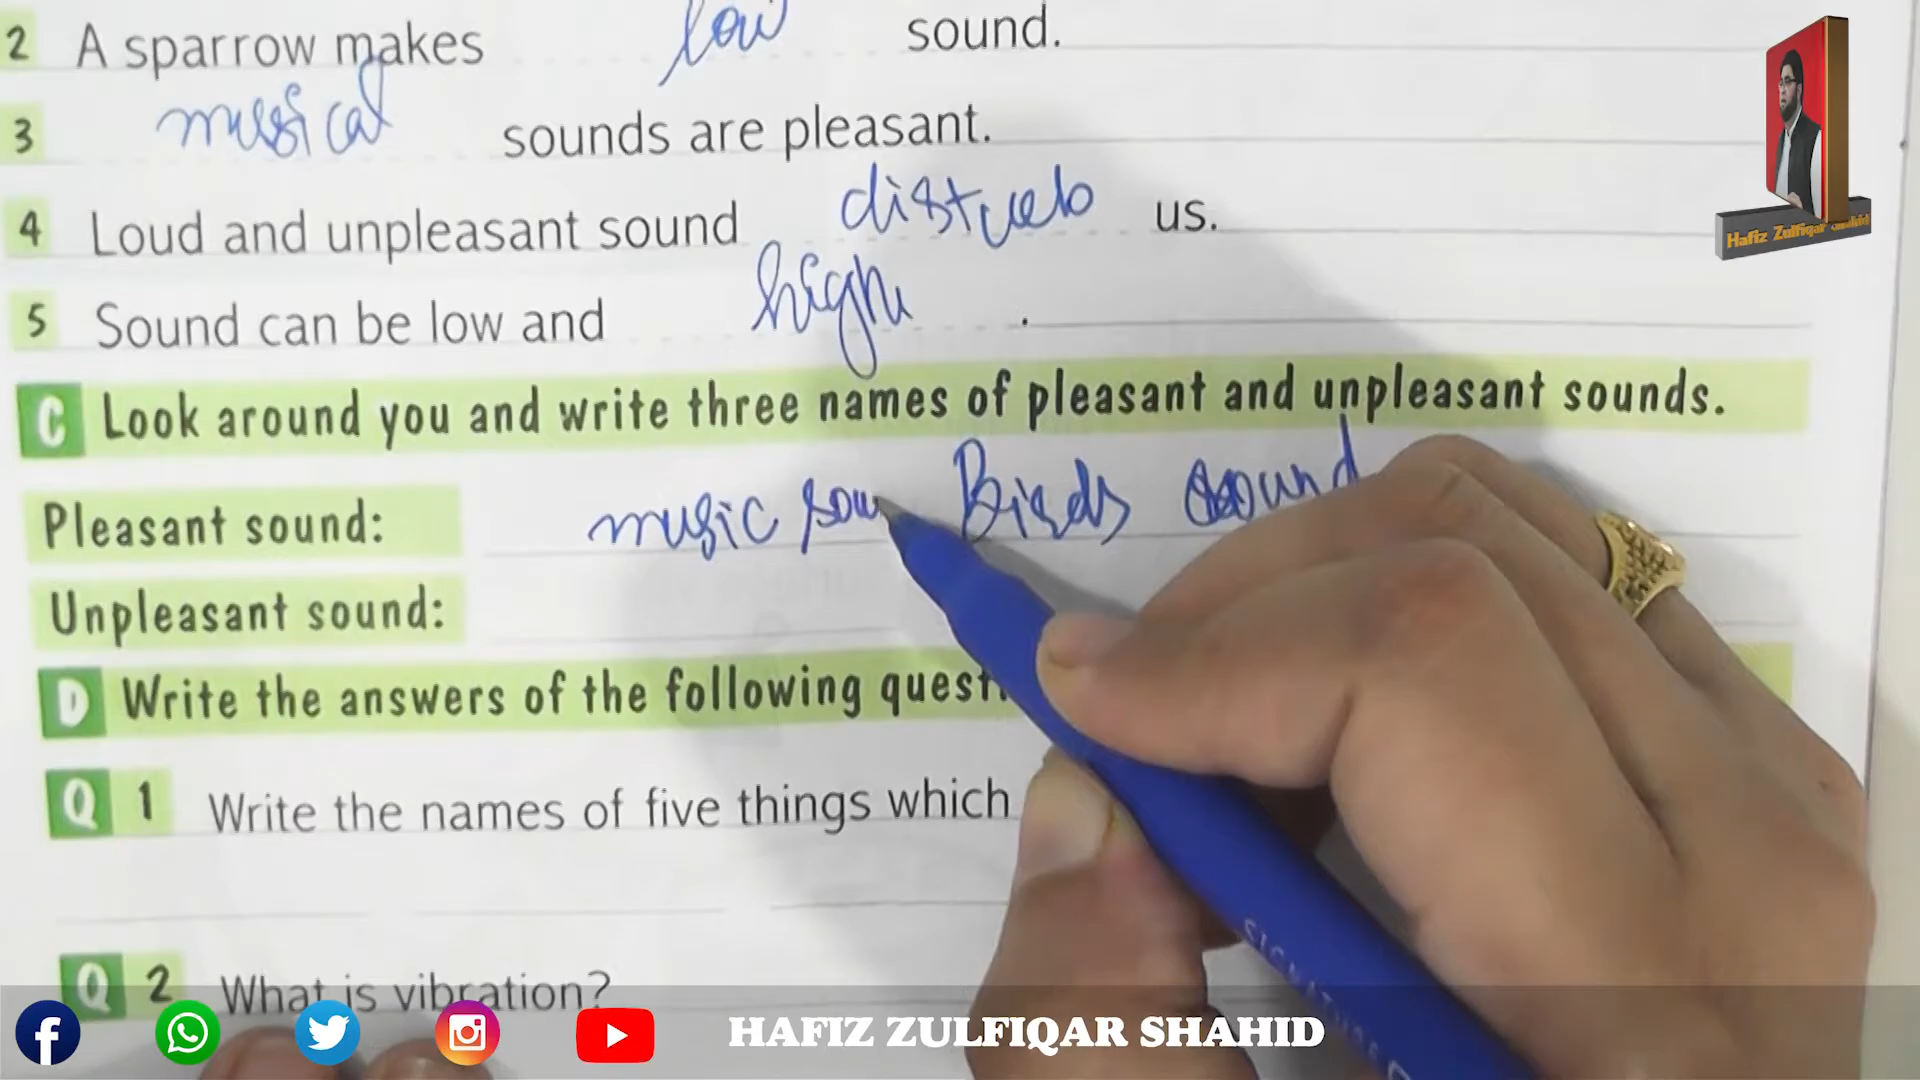 2 A sparrow makes low sound.
3 musical sounds are pleasant.
4 Loud and unpleasant sound disturb us.
5 Sound can be low and high .
C Look around you and write three names of pleasant and unpleasant sounds.
Pleasant sound: music sou Birds sound
Unpleasant sound:
D Write the answers of the following quest
Q 1 Write the names of five things which
Q 2 What is vibration?
HAFIZ ZULFIQAR SHAHID
Hafiz Zulfiqar
SIGNATURE